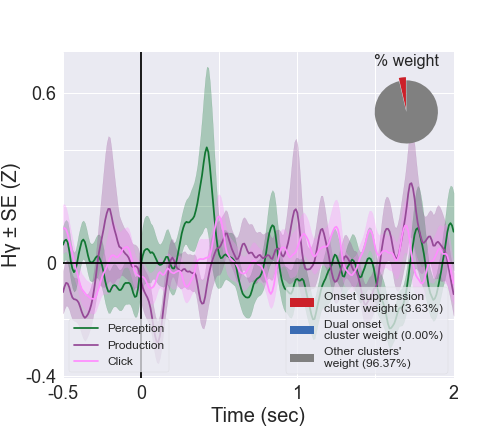 % weight
0.6
0
-0.4
Hγ ± SE (Z)
Perception
Production
Click
Onset suppression
cluster weight (3.63%)
Dual onset
cluster weight (0.00%)
Other clusters'
weight (96.37%)
-0.5
0
1
2
Time (sec)